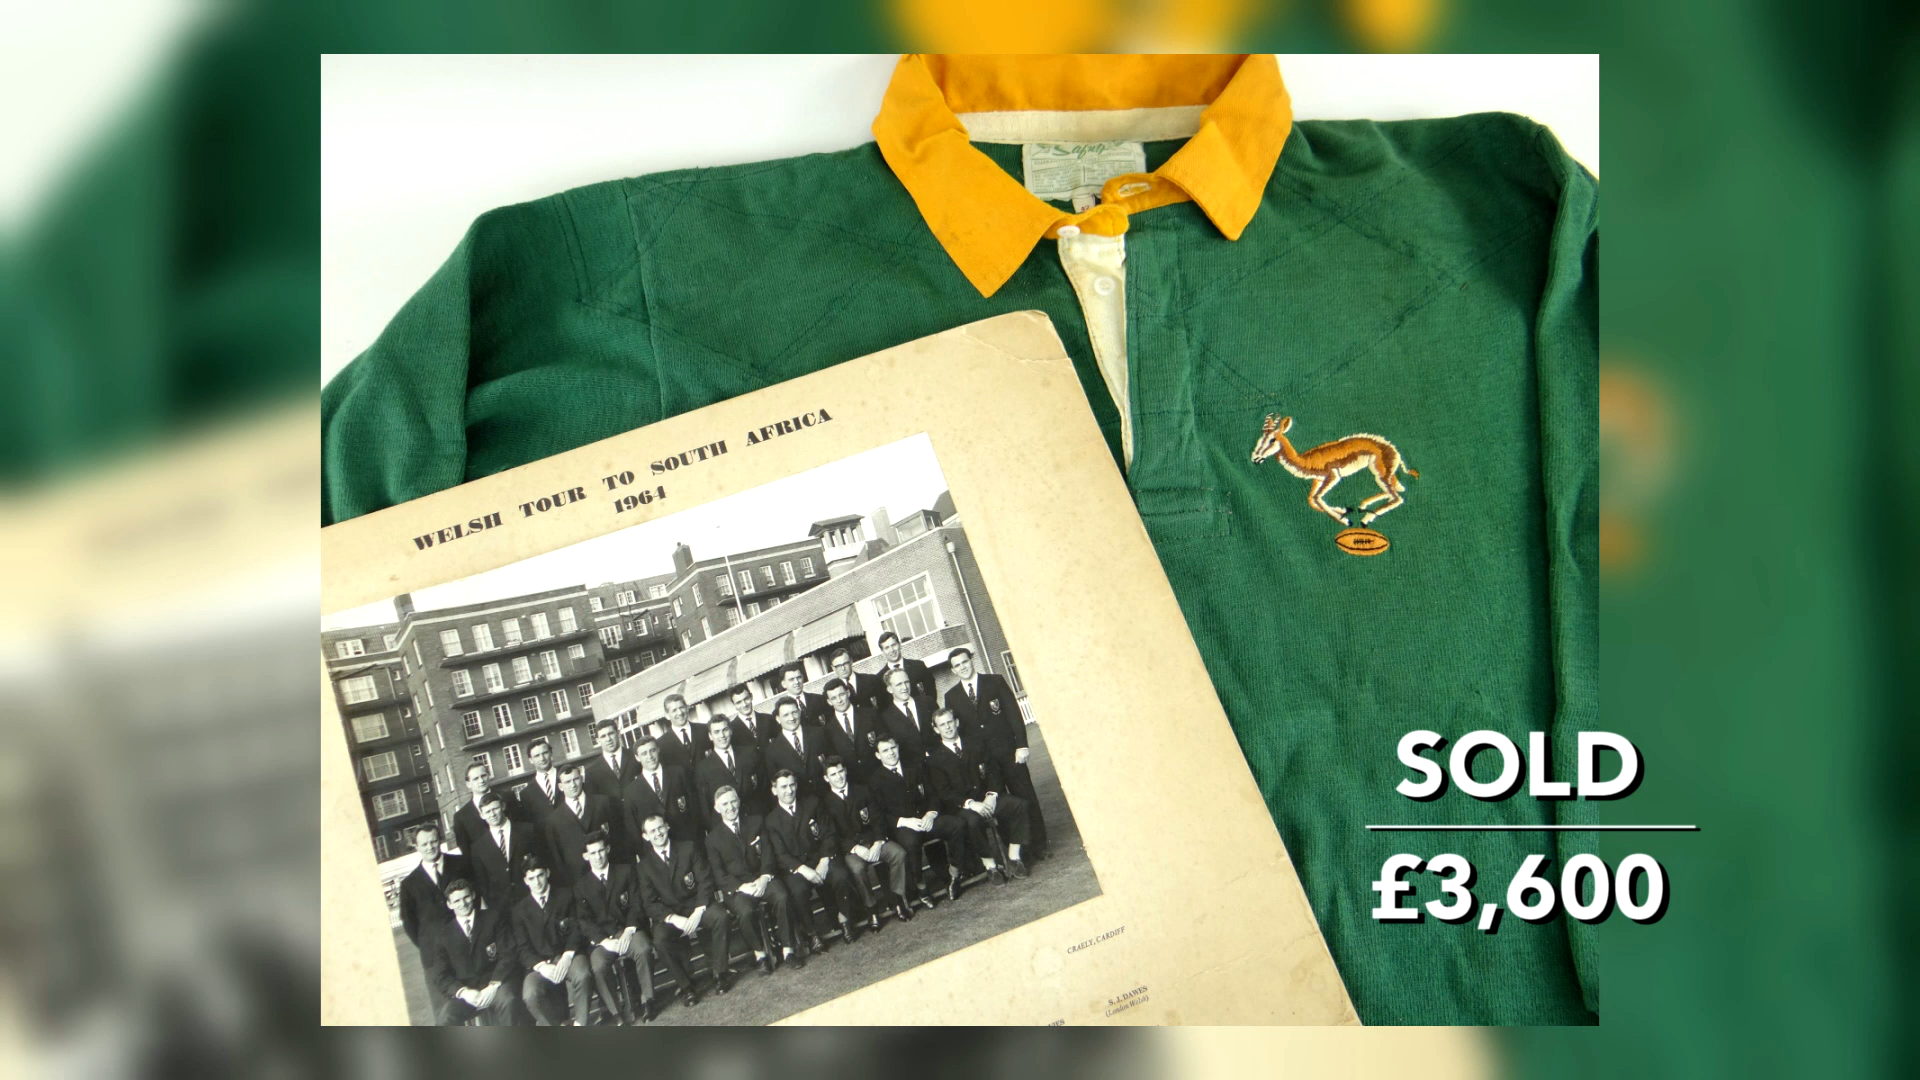 WELSH TOUR TO SOUTH AFRICA
1964
CRAELY, CARDIFF
S. J. DAWES
(London Welsh)
SOLD
£3,600